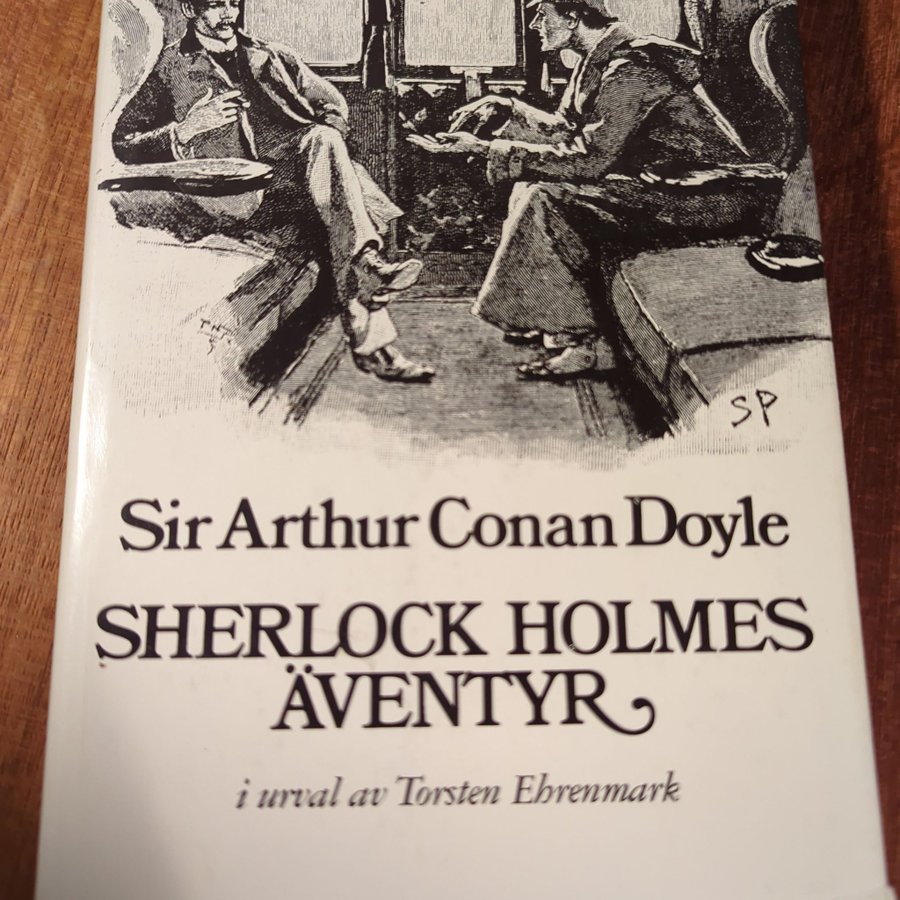 SP
Sir Arthur Conan Doyle
SHERLOCK HOLMES
ÄVENTYR
i urval av Torsten Ehrenmark